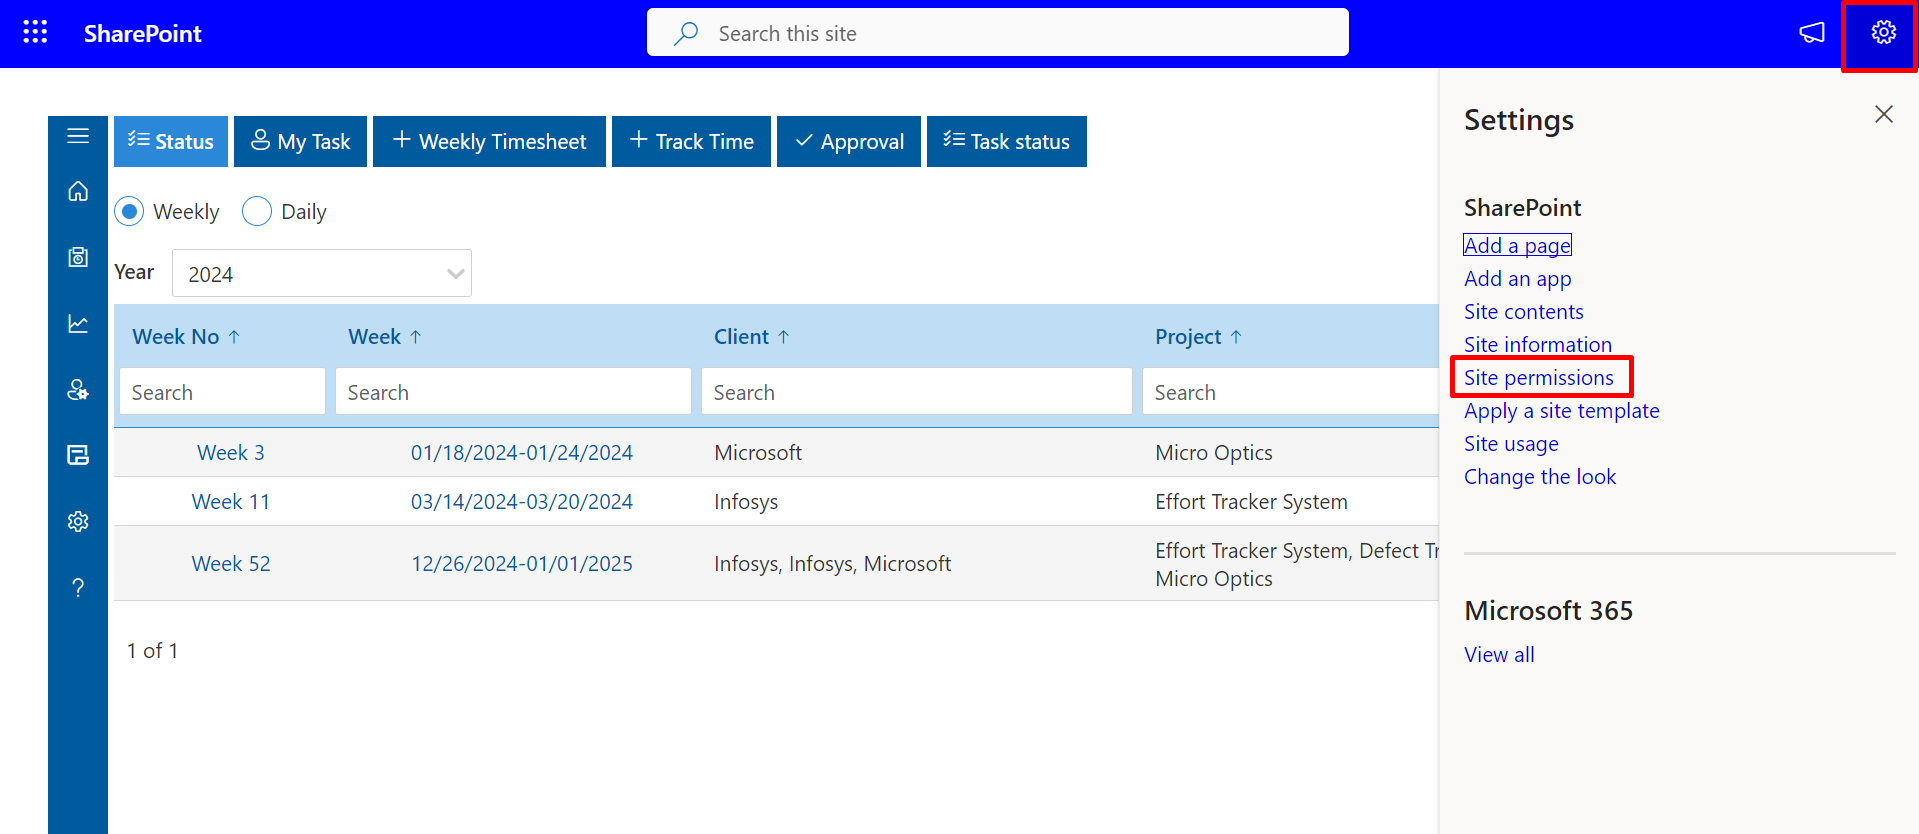 SharePoint
Search this site
Status
My Task
Weekly Timesheet
Track Time
Approval
Task status
Weekly
Daily
Year
2024
Week No ↑
Week ↑
Client ↑
Project ↑
Search
Search
Search
Search
Week 3
01/18/2024-01/24/2024
Microsoft
Micro Optics
Week 11
03/14/2024-03/20/2024
Infosys
Effort Tracker System
Week 52
12/26/2024-01/01/2025
Infosys, Infosys, Microsoft
Effort Tracker System, Defect Tr
Micro Optics
1 of 1
Settings
SharePoint
Add a page
Add an app
Site contents
Site information
Site permissions
Apply a site template
Site usage
Change the look
Microsoft 365
View all